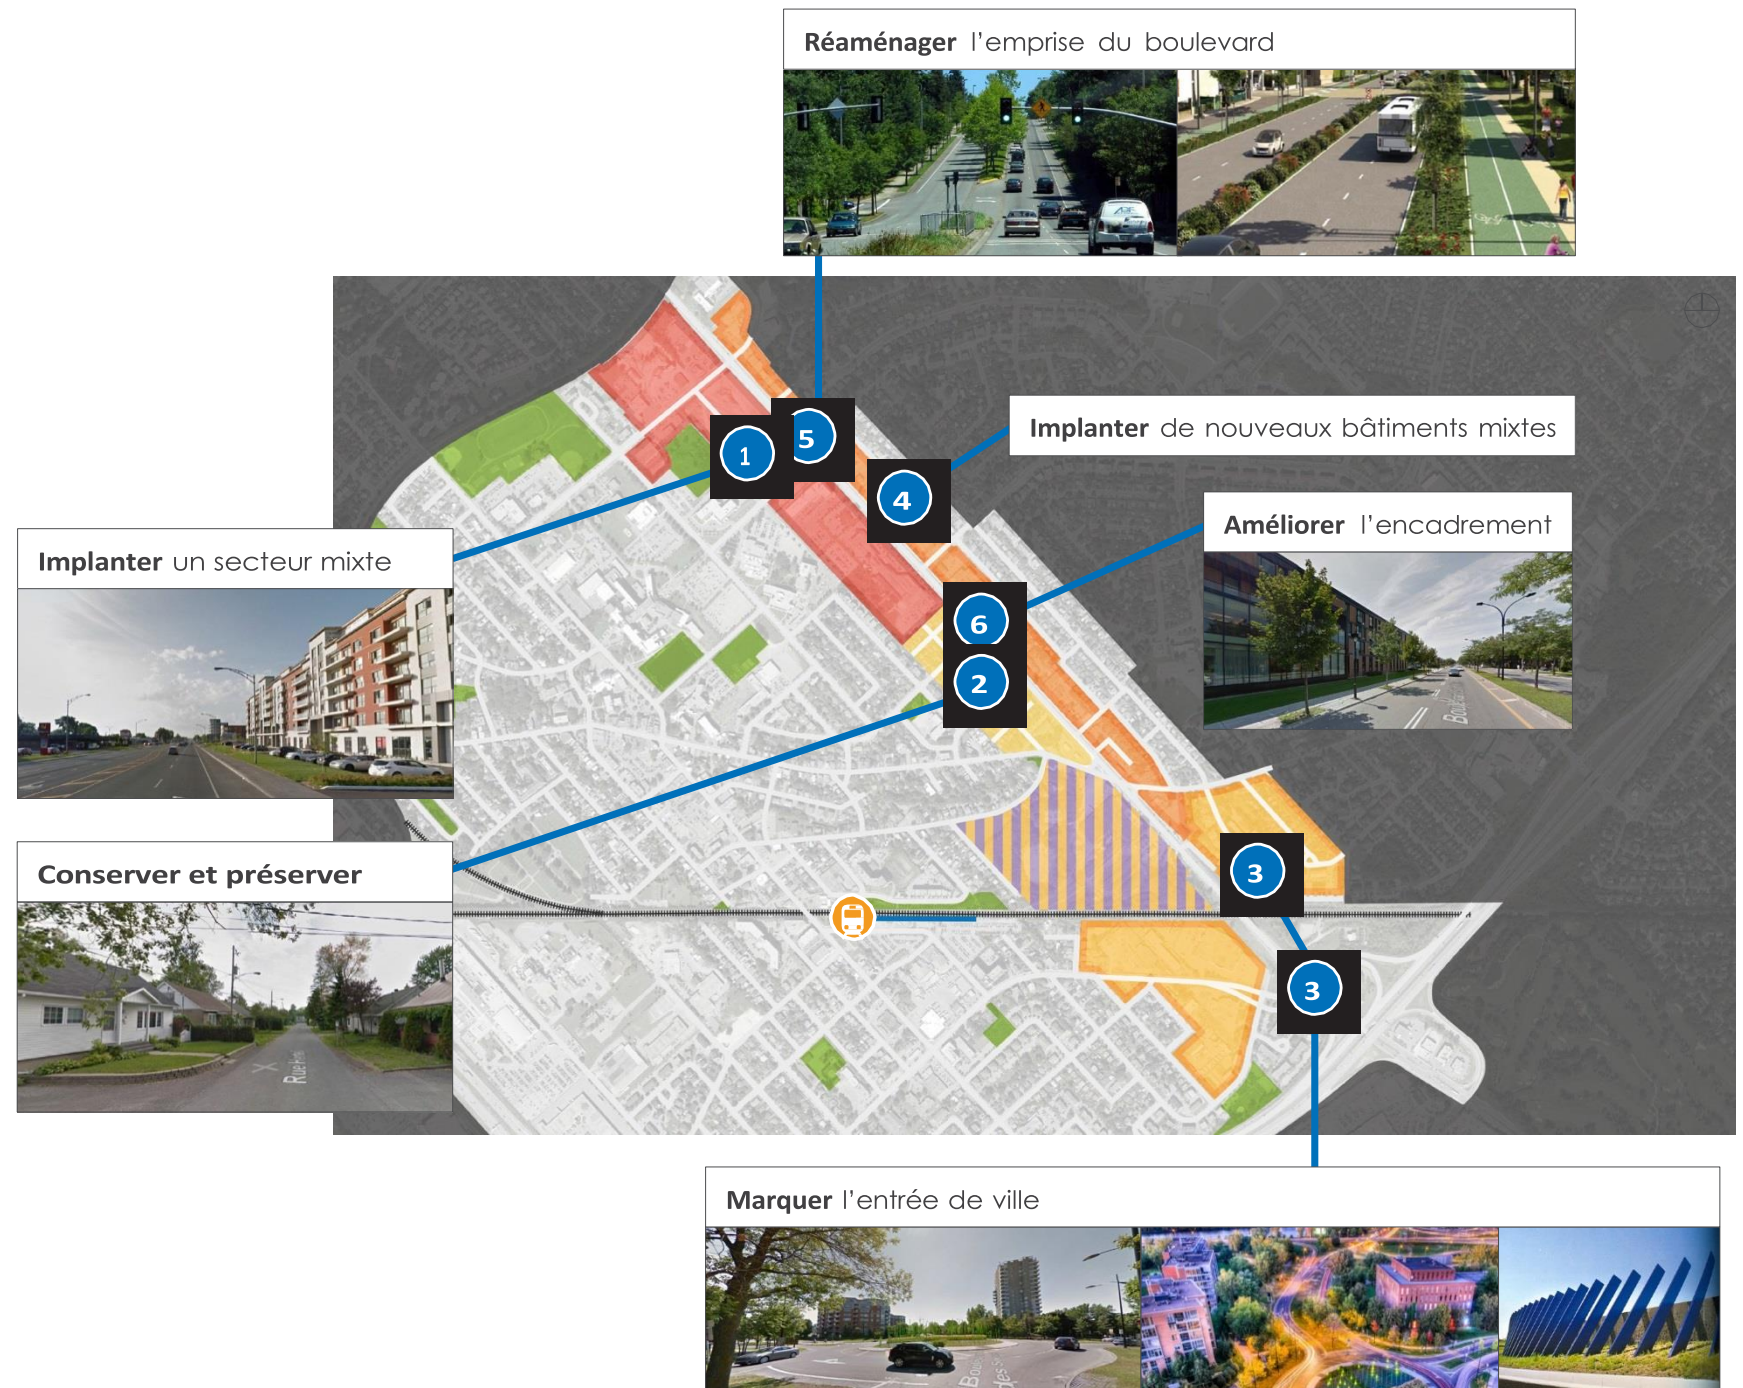 Réaménager l'emprise du boulevard
5
1
Implanter de nouveaux bâtiments mixtes
4
Améliorer l'encadrement
Implanter un secteur mixte
6
2
Conserver et préserver
3
3
Marquer l'entrée de ville